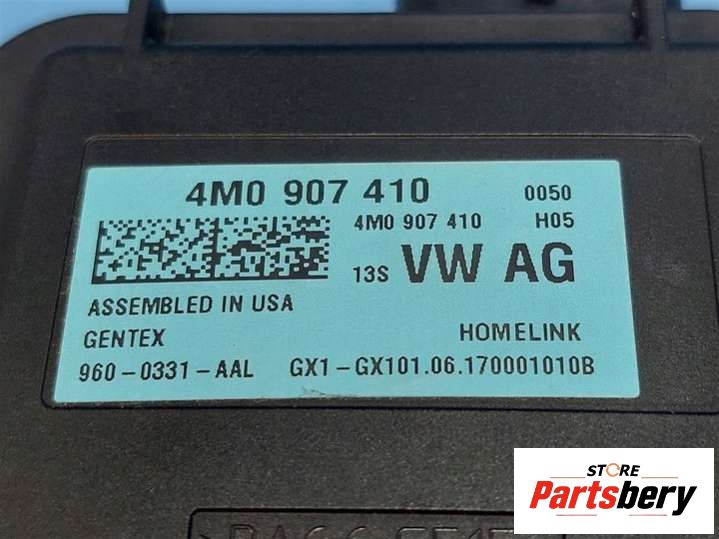 4M0 907 410 0050
4M0 907 410 H05
13S VW AG
ASSEMBLED IN USA
GENTEX HOMELINK
960-0331-AAL GX1-GX101.06.170001010B
STORE
Partsbery